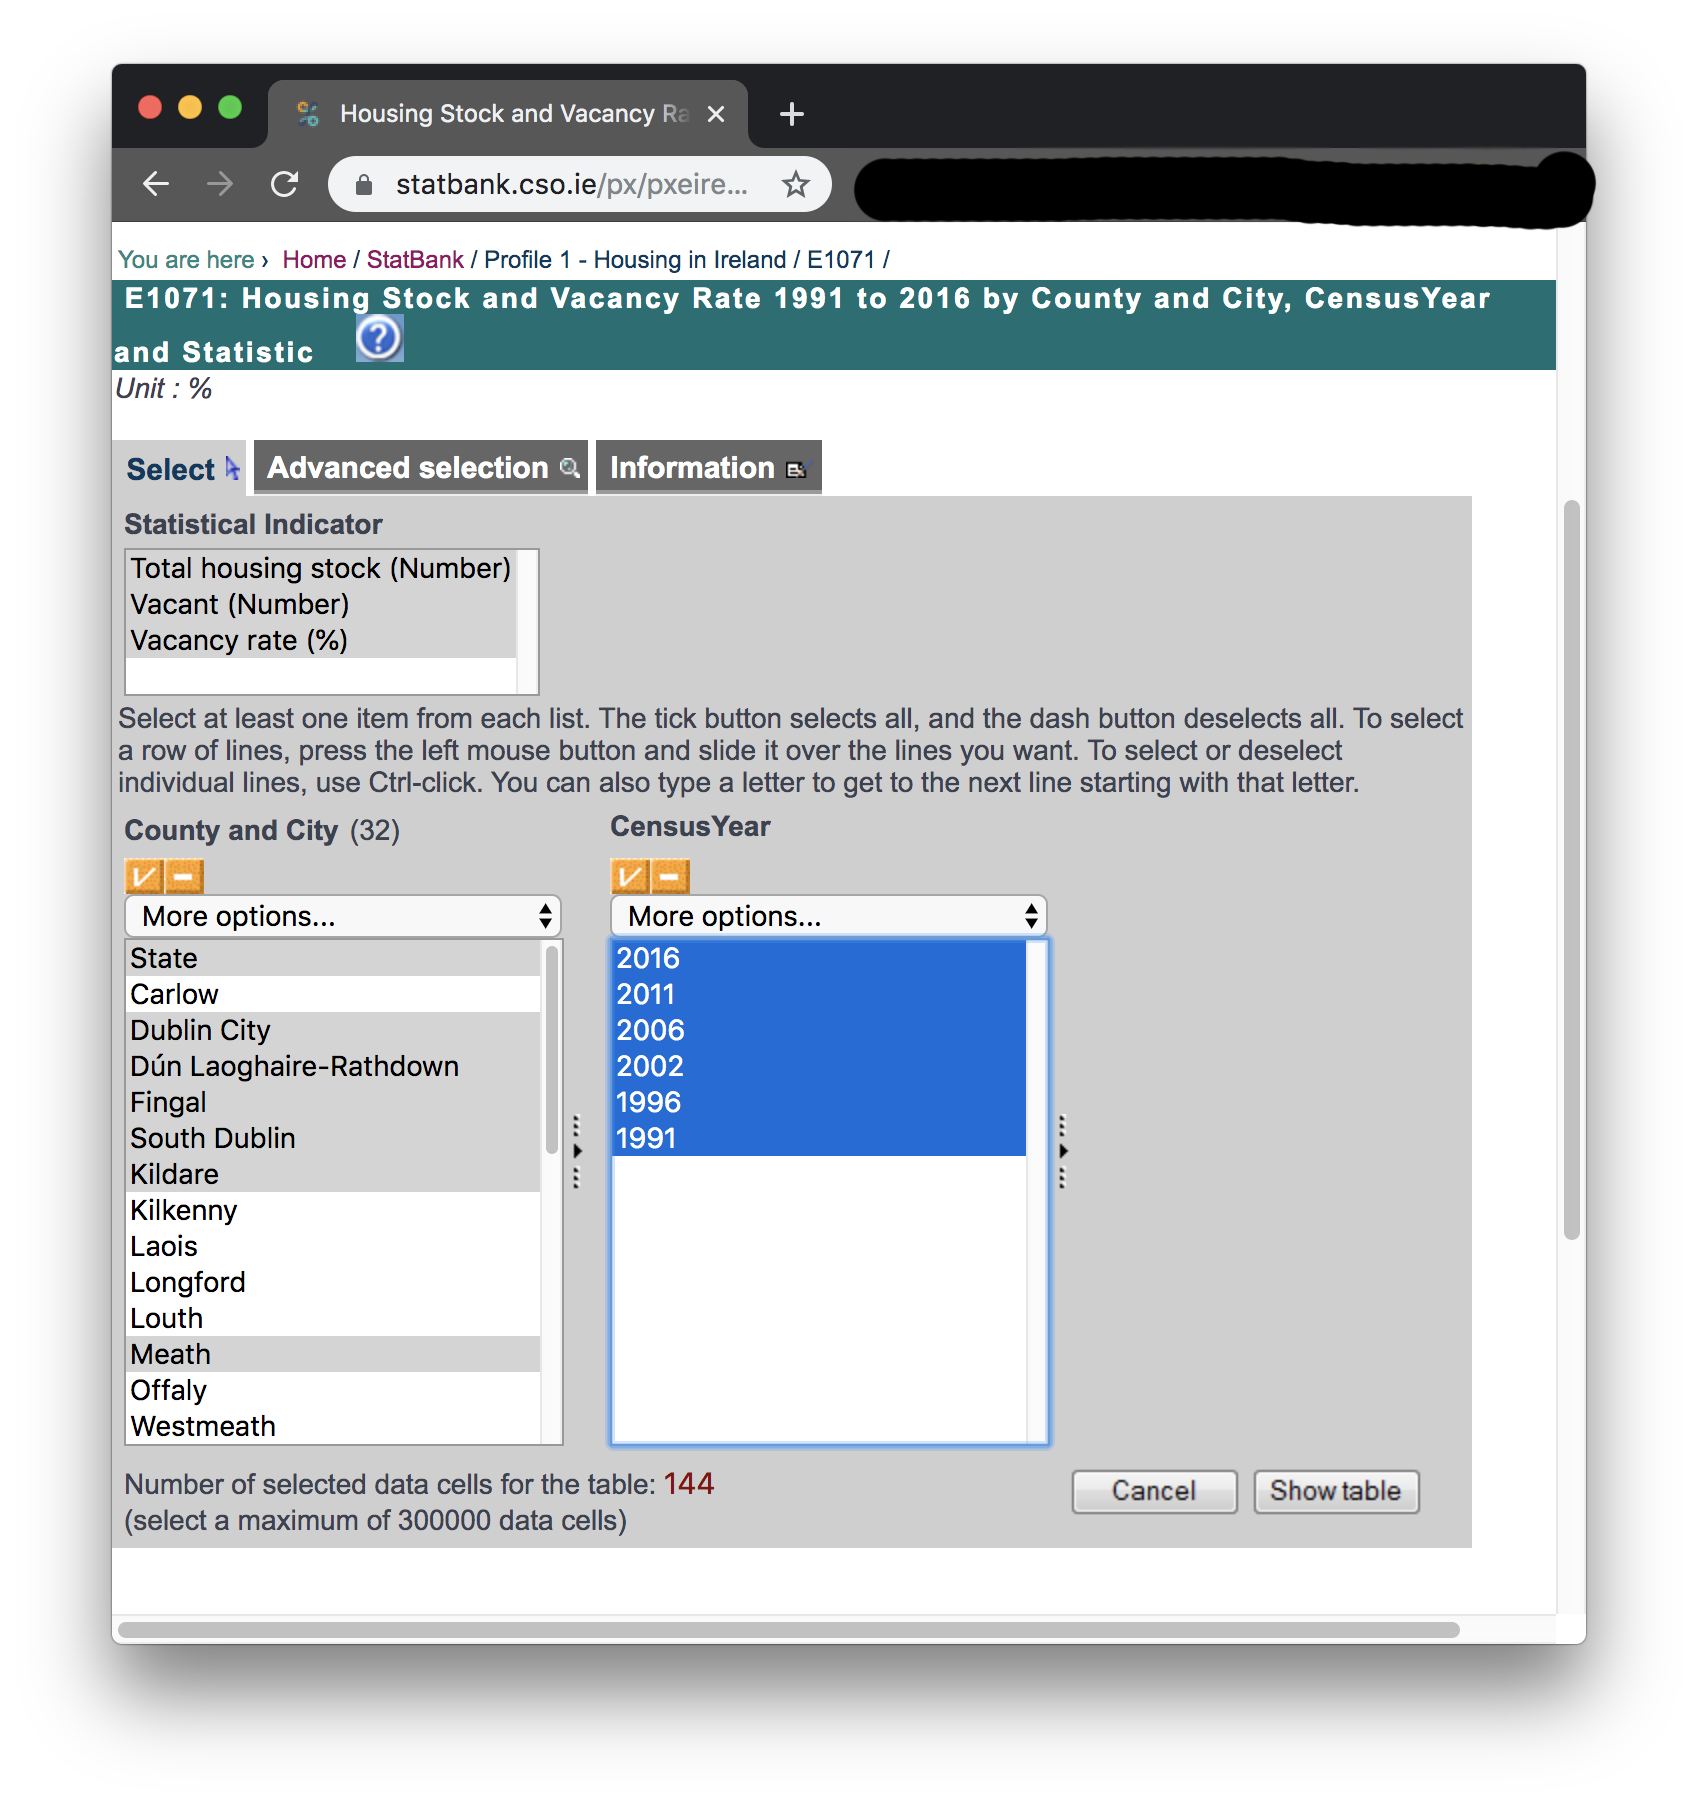 Housing Stock and Vacancy Ra
statbank.cso.ie/px/pxeire...
You are here › Home / StatBank / Profile 1 - Housing in Ireland / E1071 /
E1071: Housing Stock and Vacancy Rate 1991 to 2016 by County and City, CensusYear
and Statistic
Unit : %
Select
Advanced selection
Information
Statistical Indicator
Total housing stock (Number)
Vacant (Number)
Vacancy rate (%)
Select at least one item from each list. The tick button selects all, and the dash button deselects all. To select
a row of lines, press the left mouse button and slide it over the lines you want. To select or deselect
individual lines, use Ctrl-click. You can also type a letter to get to the next line starting with that letter.
County and City (32)
More options...
State
Carlow
Dublin City
Dún Laoghaire-Rathdown
Fingal
South Dublin
Kildare
Kilkenny
Laois
Longford
Louth
Meath
Offaly
Westmeath
CensusYear
More options...
2016
2011
2006
2002
1996
1991
Number of selected data cells for the table: 144
(select a maximum of 300000 data cells)
Cancel
Show table